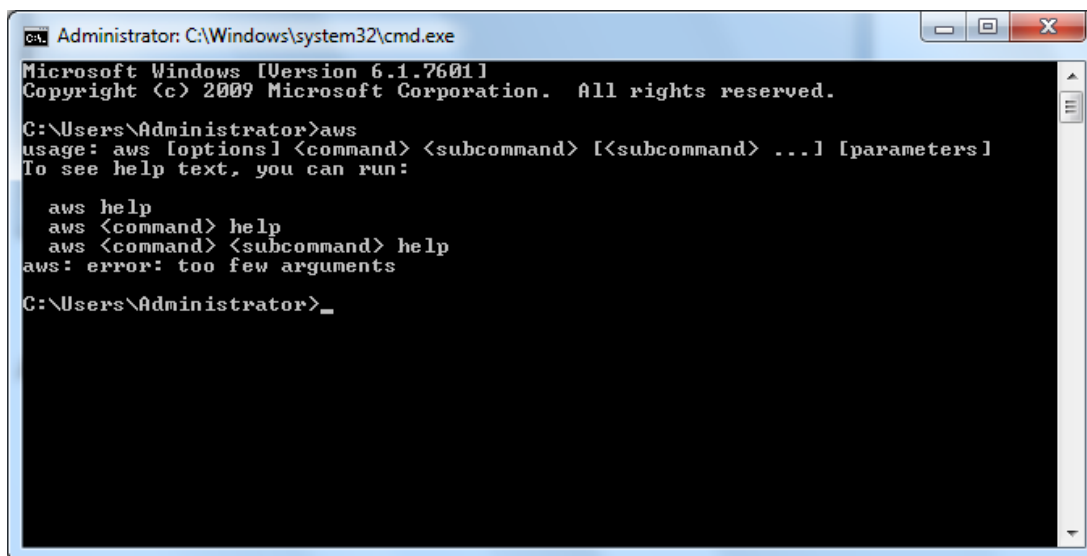 Administrator: C:\Windows\system32\cmd.exe
Microsoft Windows [Version 6.1.7601]
Copyright (c) 2009 Microsoft Corporation.  All rights reserved.
C:\Users\Administrator>aws
usage: aws [options] <command> <subcommand> [<subcommand> ...] [parameters]
To see help text, you can run:
aws help
aws <command> help
aws <command> <subcommand> help
aws: error: too few arguments
C:\Users\Administrator>_